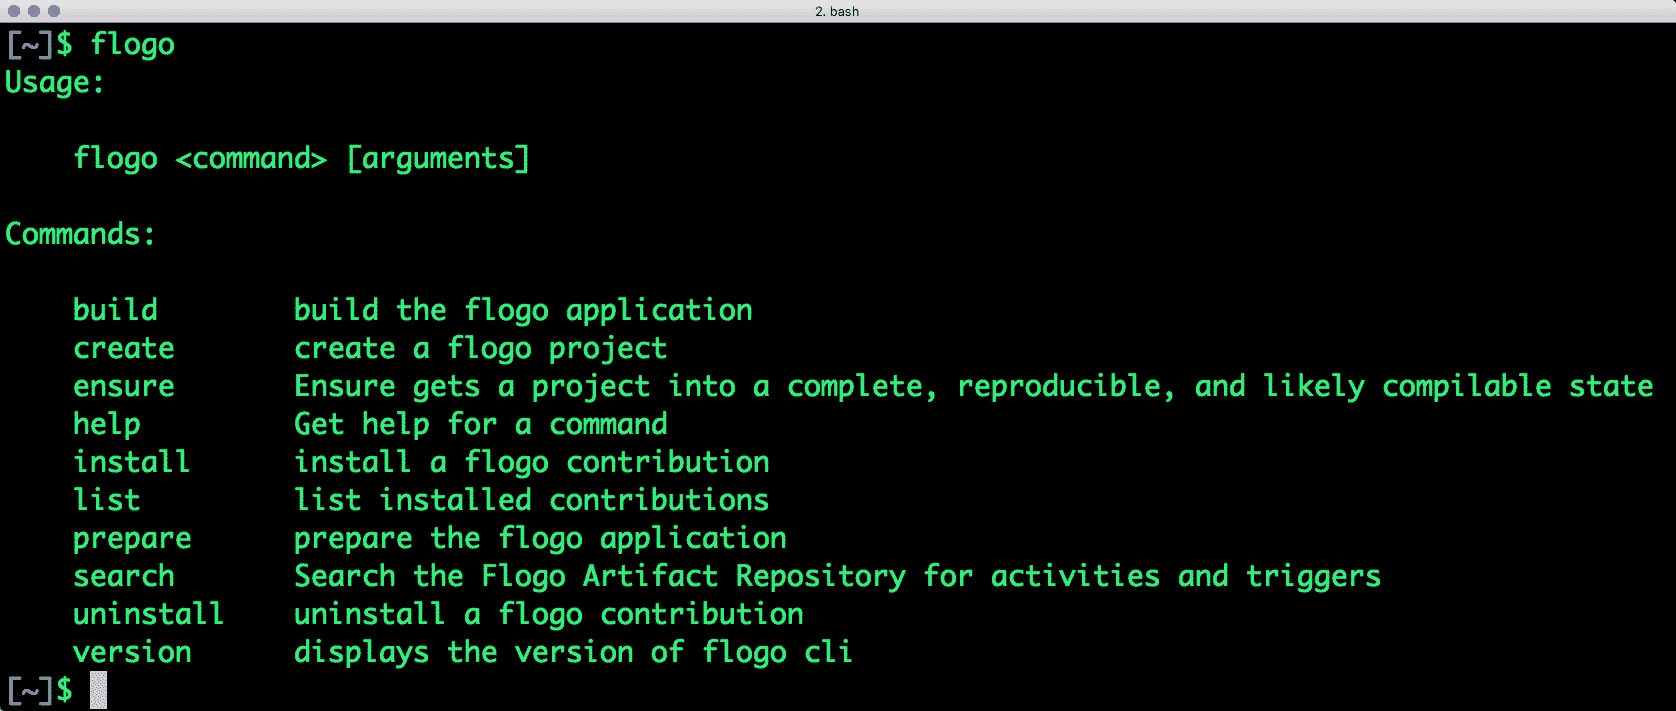 2. bash
[~]$ flogo
Usage:
flogo <command> [arguments]
Commands:
build build the flogo application
create create a flogo project
ensure Ensure gets a project into a complete, reproducible, and likely compilable state
help Get help for a command
install install a flogo contribution
list list installed contributions
prepare prepare the flogo application
search Search the Flogo Artifact Repository for activities and triggers
uninstall uninstall a flogo contribution
version displays the version of flogo cli
[~]$